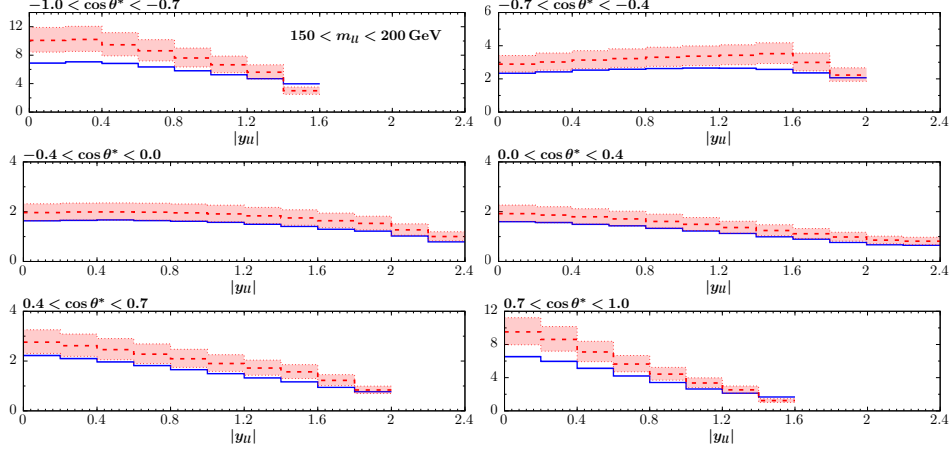 −1.0 < cos θ* < −0.7
150 < m_ll < 200 GeV
12
8
4
0
0 0.4 0.8 1.2 1.6 2 2.4
|y_ll|
−0.7 < cos θ* < −0.4
6
4
2
0
0 0.4 0.8 1.2 1.6 2 2.4
|y_ll|
−0.4 < cos θ* < 0.0
4
2
0
0 0.4 0.8 1.2 1.6 2 2.4
|y_ll|
0.0 < cos θ* < 0.4
4
2
0
0 0.4 0.8 1.2 1.6 2 2.4
|y_ll|
0.4 < cos θ* < 0.7
4
2
0
0 0.4 0.8 1.2 1.6 2 2.4
|y_ll|
0.7 < cos θ* < 1.0
12
8
4
0
0 0.4 0.8 1.2 1.6 2 2.4
|y_ll|